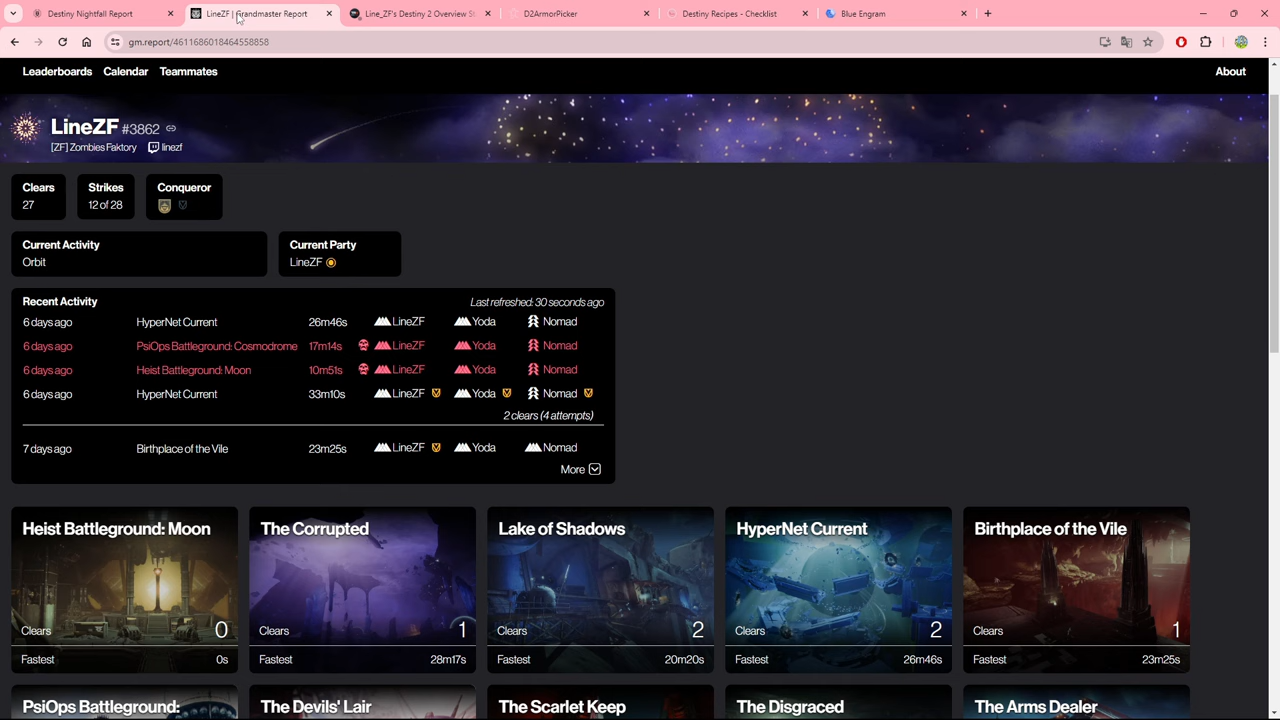 Destiny Nightfall Report
LineZF | Grandmaster Report
Line_ZF's Destiny 2 Overview St
D2ArmorPicker
Destiny Recipes - Checklist
Blue Engram
gm.report/4611686018464558858
Leaderboards Calendar Teammates About
LineZF #3862
[ZF] Zombies Faktory linezf
Clears
27
Strikes
12 of 28
Conqueror
Current Activity
Orbit
Current Party
LineZF
Recent Activity Last refreshed: 30 seconds ago
6 days ago HyperNet Current 26m46s LineZF Yoda Nomad
6 days ago PsiOps Battleground: Cosmodrome 17m14s LineZF Yoda Nomad
6 days ago Heist Battleground: Moon 10m51s LineZF Yoda Nomad
6 days ago HyperNet Current 33m10s LineZF Yoda Nomad
2 clears (4 attempts)
7 days ago Birthplace of the Vile 23m25s LineZF Yoda Nomad
More
Heist Battleground: Moon
Clears 0
Fastest 0s
The Corrupted
Clears 1
Fastest 28m17s
Lake of Shadows
Clears 2
Fastest 20m20s
HyperNet Current
Clears 2
Fastest 26m46s
Birthplace of the Vile
Clears 1
Fastest 23m25s
PsiOps Battleground:
The Devils' Lair
The Scarlet Keep
The Disgraced
The Arms Dealer